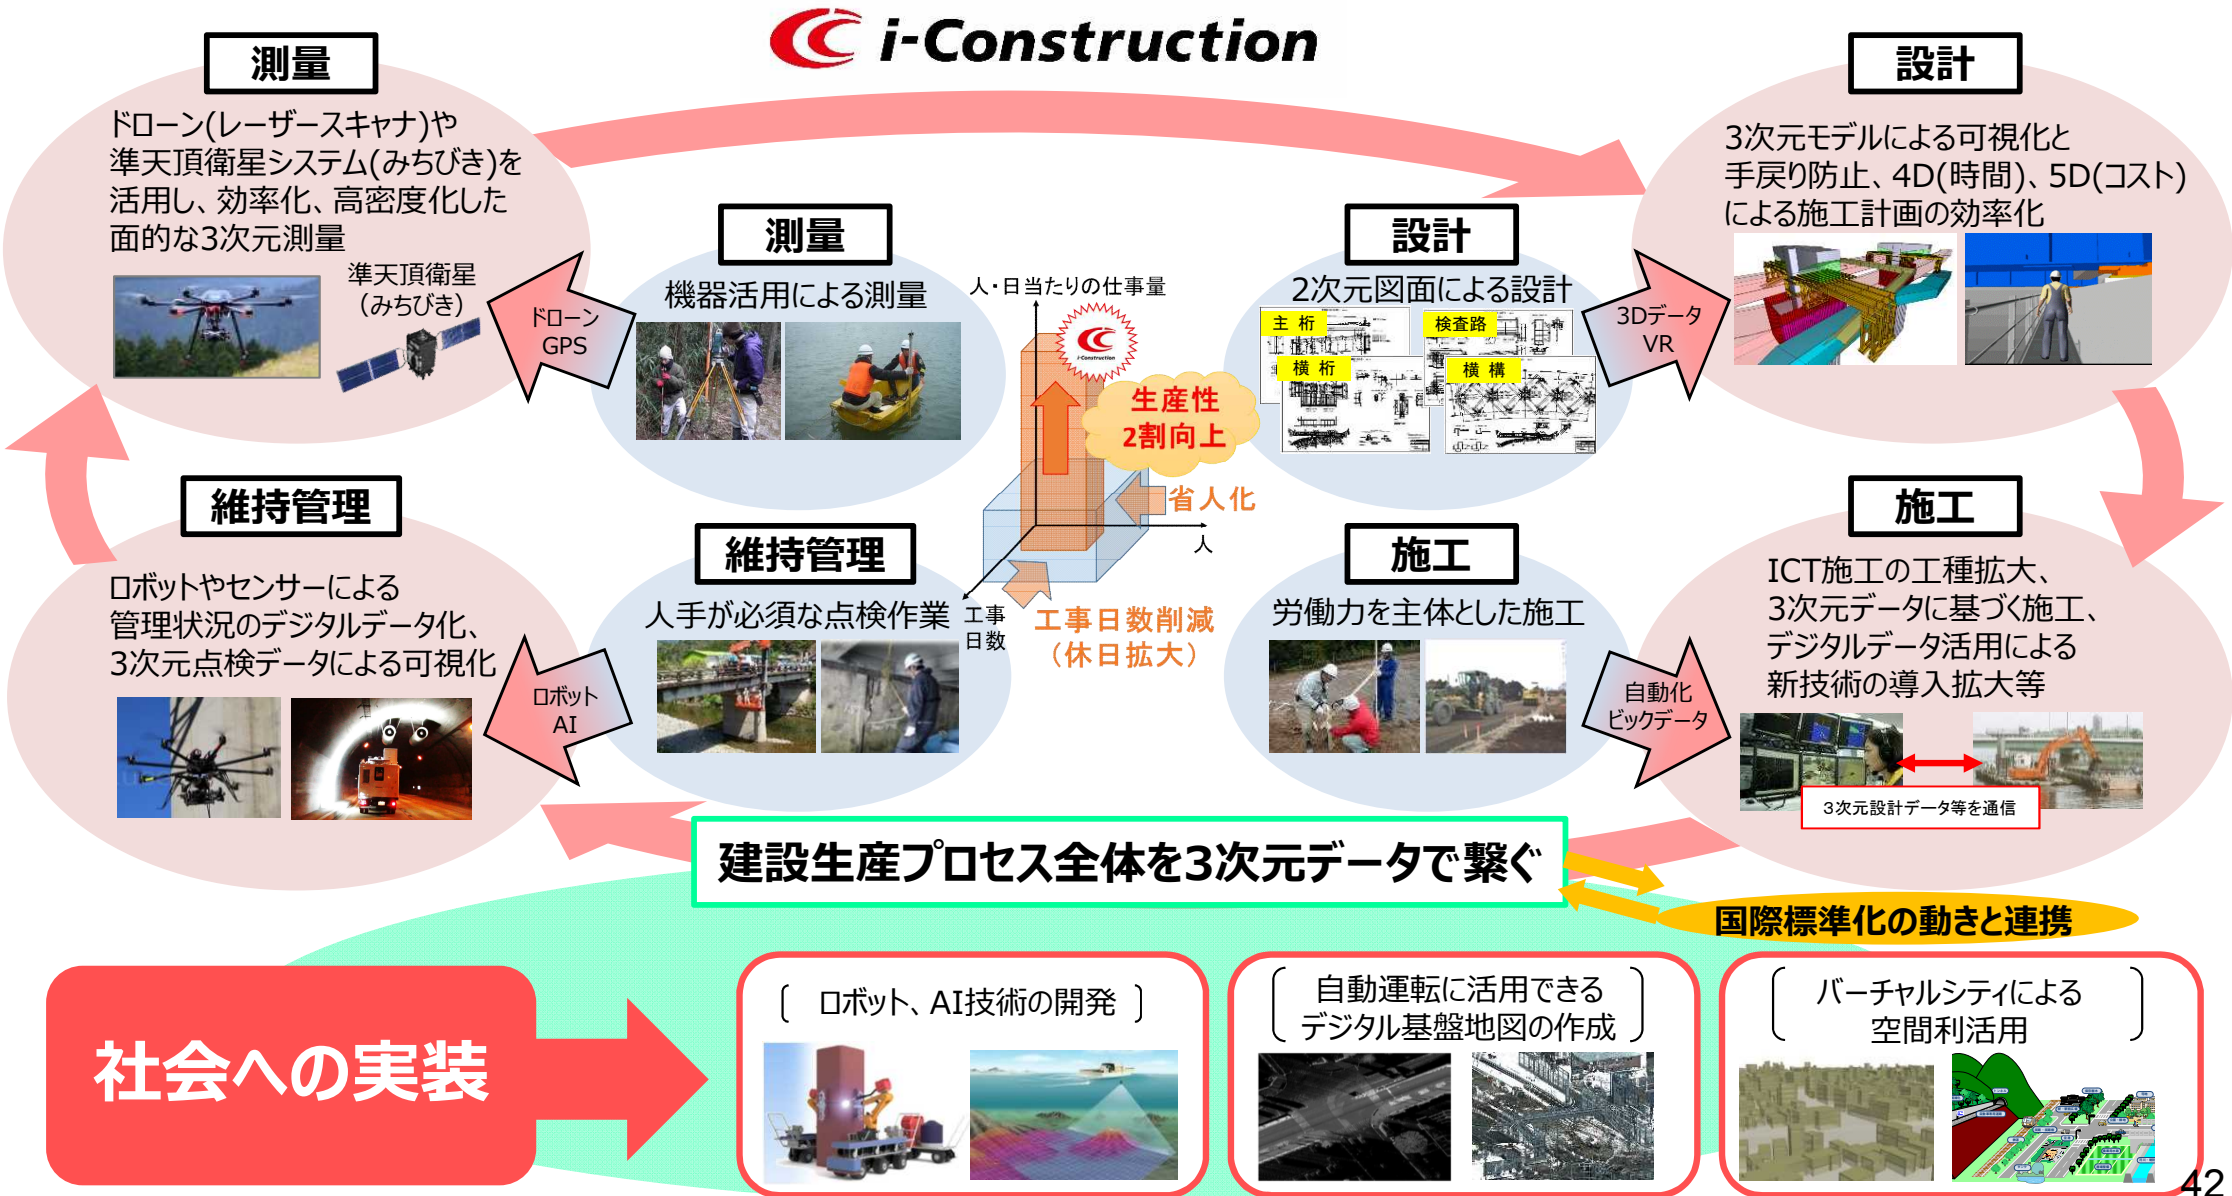 i-Construction
測量
ドローン(レーザースキャナ)や
準天頂衛星システム(みちびき)を
活用し、効率化、高密度化した
面的な3次元測量
準天頂衛星
（みちびき）
ドローン
GPS
測量
機器活用による測量
人・日当たりの仕事量
i-Construction
生産性
2割向上
省人化
人
工事
日数
工事日数削減
（休日拡大）
設計
2次元図面による設計
主 桁
検査路
横 桁
横 構
3Dデータ
VR
設計
3次元モデルによる可視化と
手戻り防止、4D(時間)、5D(コスト)
による施工計画の効率化
維持管理
ロボットやセンサーによる
管理状況のデジタルデータ化、
3次元点検データによる可視化
ロボット
AI
維持管理
人手が必須な点検作業
施工
労働力を主体とした施工
自動化
ビックデータ
施工
ICT施工の工種拡大、
3次元データに基づく施工、
デジタルデータ活用による
新技術の導入拡大等
3次元設計データ等を通信
建設生産プロセス全体を3次元データで繋ぐ
国際標準化の動きと連携
社会への実装
ロボット、AI技術の開発
自動運転に活用できる
デジタル基盤地図の作成
バーチャルシティによる
空間利活用
42